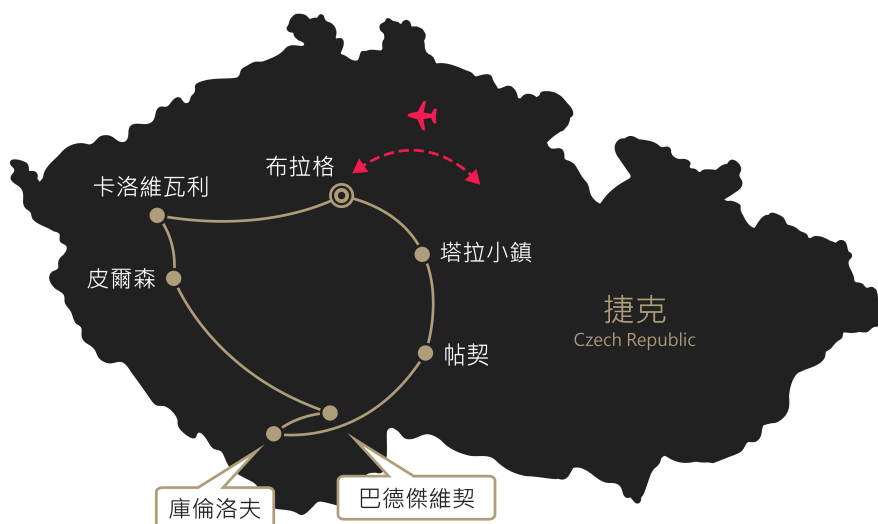 布拉格
卡洛維瓦利
塔拉小鎮
皮爾森
捷克
Czech Republic
帖契
巴德傑維契
庫倫洛夫